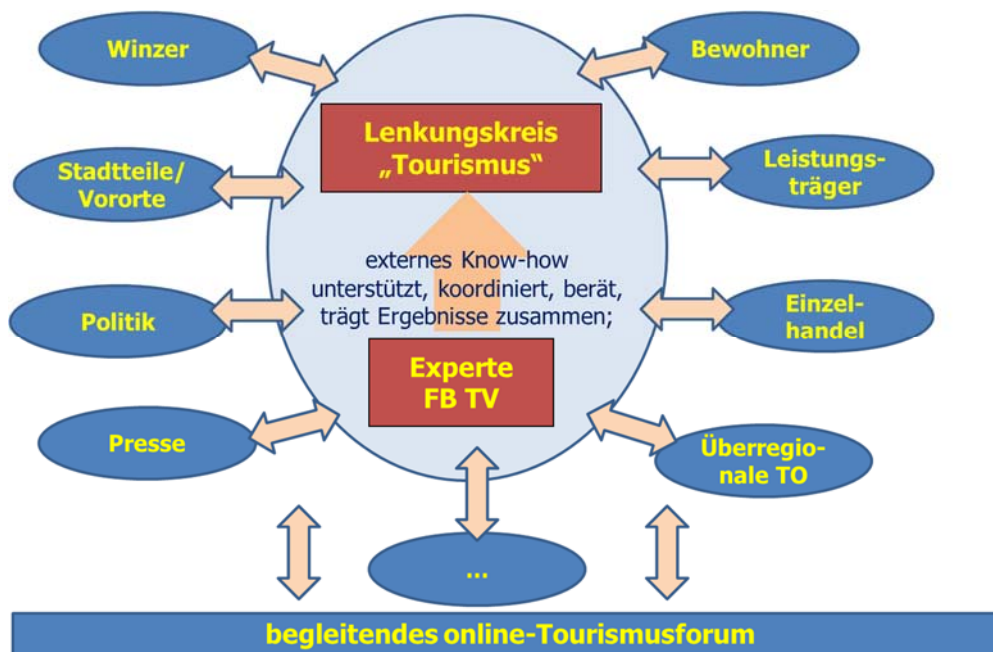 Winzer
Bewohner
Lenkungskreis
„Tourismus“
Stadtteile/
Vororte
Leistungs-
träger
externes Know-how
unterstützt, koordiniert, berät,
trägt Ergebnisse zusammen;
Politik
Einzel-
handel
Experte
FB TV
Presse
Überregio-
nale TO
...
begleitendes online-Tourismusforum